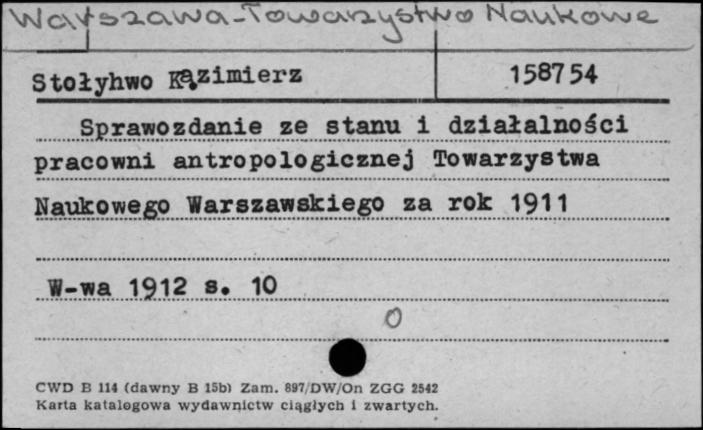 Warszawa-Towarzystwo Naukowe
Stołyhwo Kazimierz 158754
Sprawozdanie ze stanu i działalności
pracowni antropologicznej Towarzystwa
Naukowego Warszawskiego za rok 1911
W-wa 1912 s. 10
0
CWD B 114 (dawny B 15b) Zam. 897/DW/On ZGG 2542
Karta katalogowa wydawnictw ciągłych i zwartych.